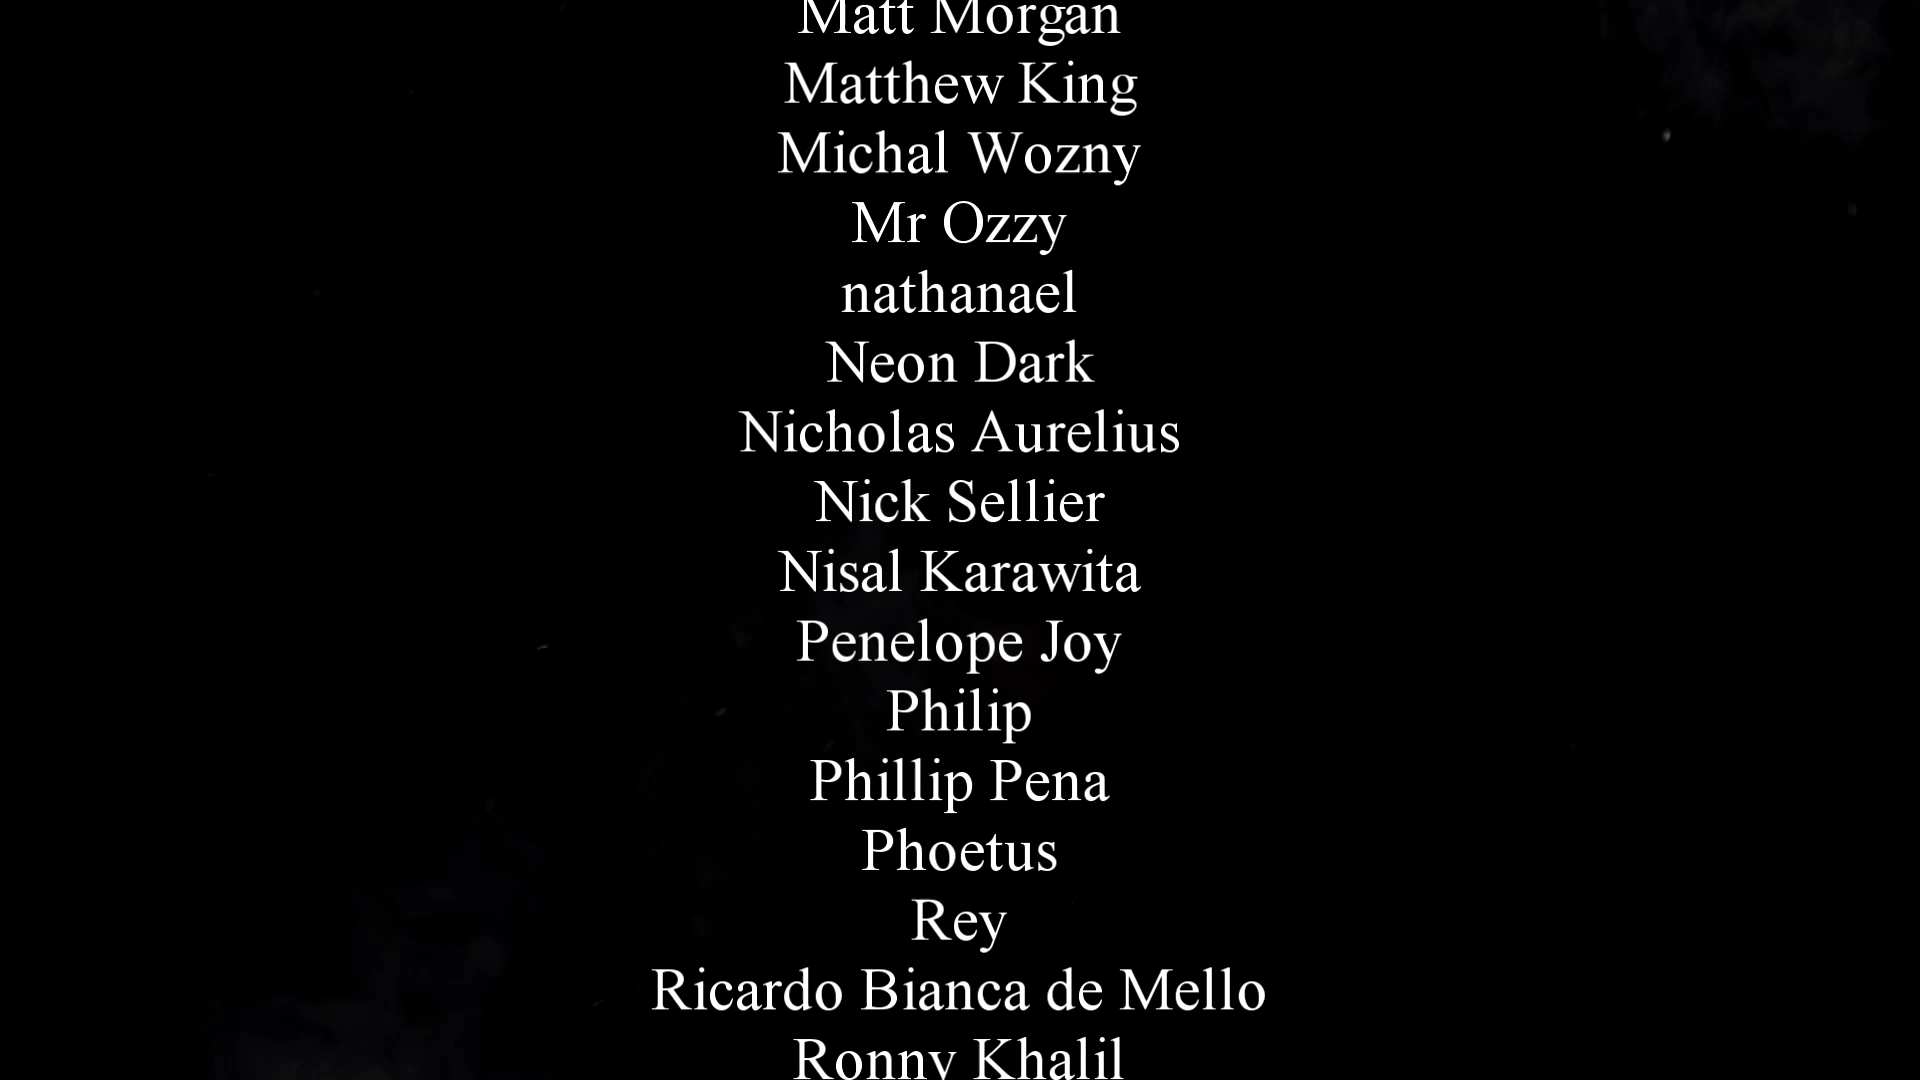 Matt Morgan
Matthew King
Michal Wozny
Mr Ozzy
nathanael
Neon Dark
Nicholas Aurelius
Nick Sellier
Nisal Karawita
Penelope Joy
Philip
Phillip Pena
Phoetus
Rey
Ricardo Bianca de Mello
Ronny Khalil